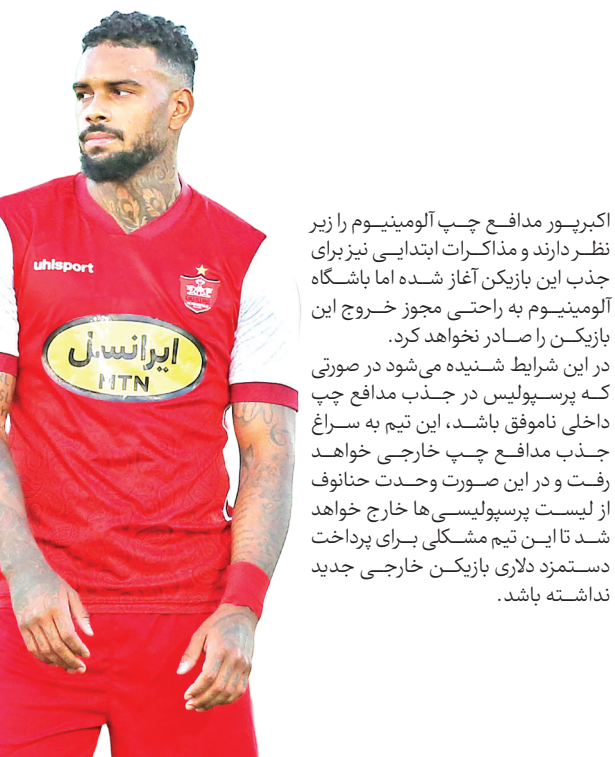 uhlsport
ایرانسل
MTN
اکبرپور مدافع چپ آلومینیوم را زیر
نظر دارند و مذاکرات ابتدایی نیز برای
جذب این بازیکن آغاز شده اما باشگاه
آلومینیوم به راحتی مجوز خروج این
بازیکن را صادر نخواهد کرد.
در این شرایط شنیده می‌شود در صورتی
که پرسپولیس در جذب مدافع چپ
داخلی ناموفق باشد، این تیم به سراغ
جذب مدافع چپ خارجی خواهد
رفت و در این صورت وحدت حنانوف
از لیست پرسپولیسی‌ها خارج خواهد
شد تا این تیم مشکلی برای پرداخت
دستمزد دلاری بازیکن خارجی جدید
نداشته باشد.